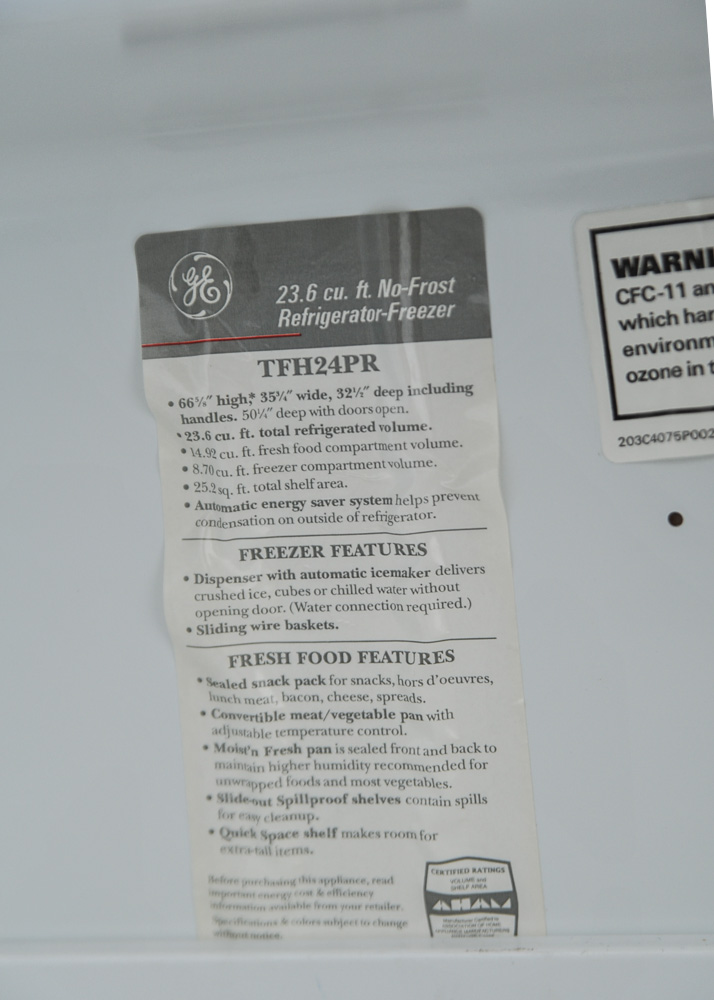 GE
23.6 cu. ft. No-Frost
Refrigerator-Freezer
TFH24PR
• 66¾" high,* 35¾" wide, 32½" deep including
handles. 50¼" deep with doors open.
• 23.6 cu. ft. total refrigerated volume.
• 14.92 cu. ft. fresh food compartment volume.
• 8.70 cu. ft. freezer compartment volume.
• 25.2 sq. ft. total shelf area.
• Automatic energy saver system helps prevent
condensation on outside of refrigerator.
FREEZER FEATURES
• Dispenser with automatic icemaker delivers
crushed ice, cubes or chilled water without
opening door. (Water connection required.)
• Sliding wire baskets.
FRESH FOOD FEATURES
• Sealed snack pack for snacks, hors d'oeuvres,
lunch meat, bacon, cheese, spreads.
• Convertible meat/vegetable pan with
adjustable temperature control.
• Moist'n Fresh pan is sealed front and back to
maintain higher humidity recommended for
unwrapped foods and most vegetables.
• Slide-out Spillproof shelves contain spills
for easy cleanup.
• Quick Space shelf makes room for
extra-tall items.
Before purchasing this appliance, read
important energy cost & efficiency
information available from your retailer.
Specifications & colors subject to change
without notice.
CERTIFIED RATINGS
VOLUME and
SHELF AREA
AHAM
WARNI
CFC-11 an
which har
environm
ozone in t
203C4075P002